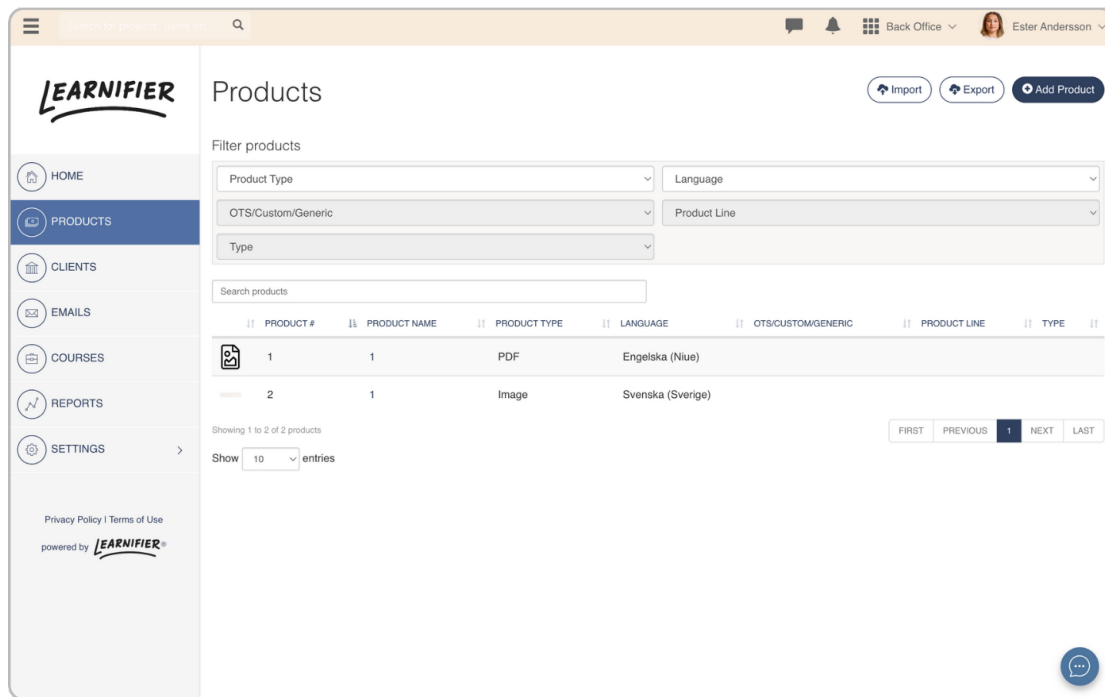 Search for projects, users etc.
Back Office
Ester Andersson
LEARNIFIER
Products
Import
Export
Add Product
Filter products
HOME
PRODUCTS
CLIENTS
EMAILS
COURSES
REPORTS
SETTINGS
Privacy Policy | Terms of Use
powered by LEARNIFIER®
Product Type
Language
OTS/Custom/Generic
Product Line
Type
Search products
PRODUCT # PRODUCT NAME PRODUCT TYPE LANGUAGE OTS/CUSTOM/GENERIC PRODUCT LINE TYPE
1 1 PDF Engelska (Niue)
2 1 Image Svenska (Sverige)
Showing 1 to 2 of 2 products
FIRST PREVIOUS 1 NEXT LAST
Show 10 entries